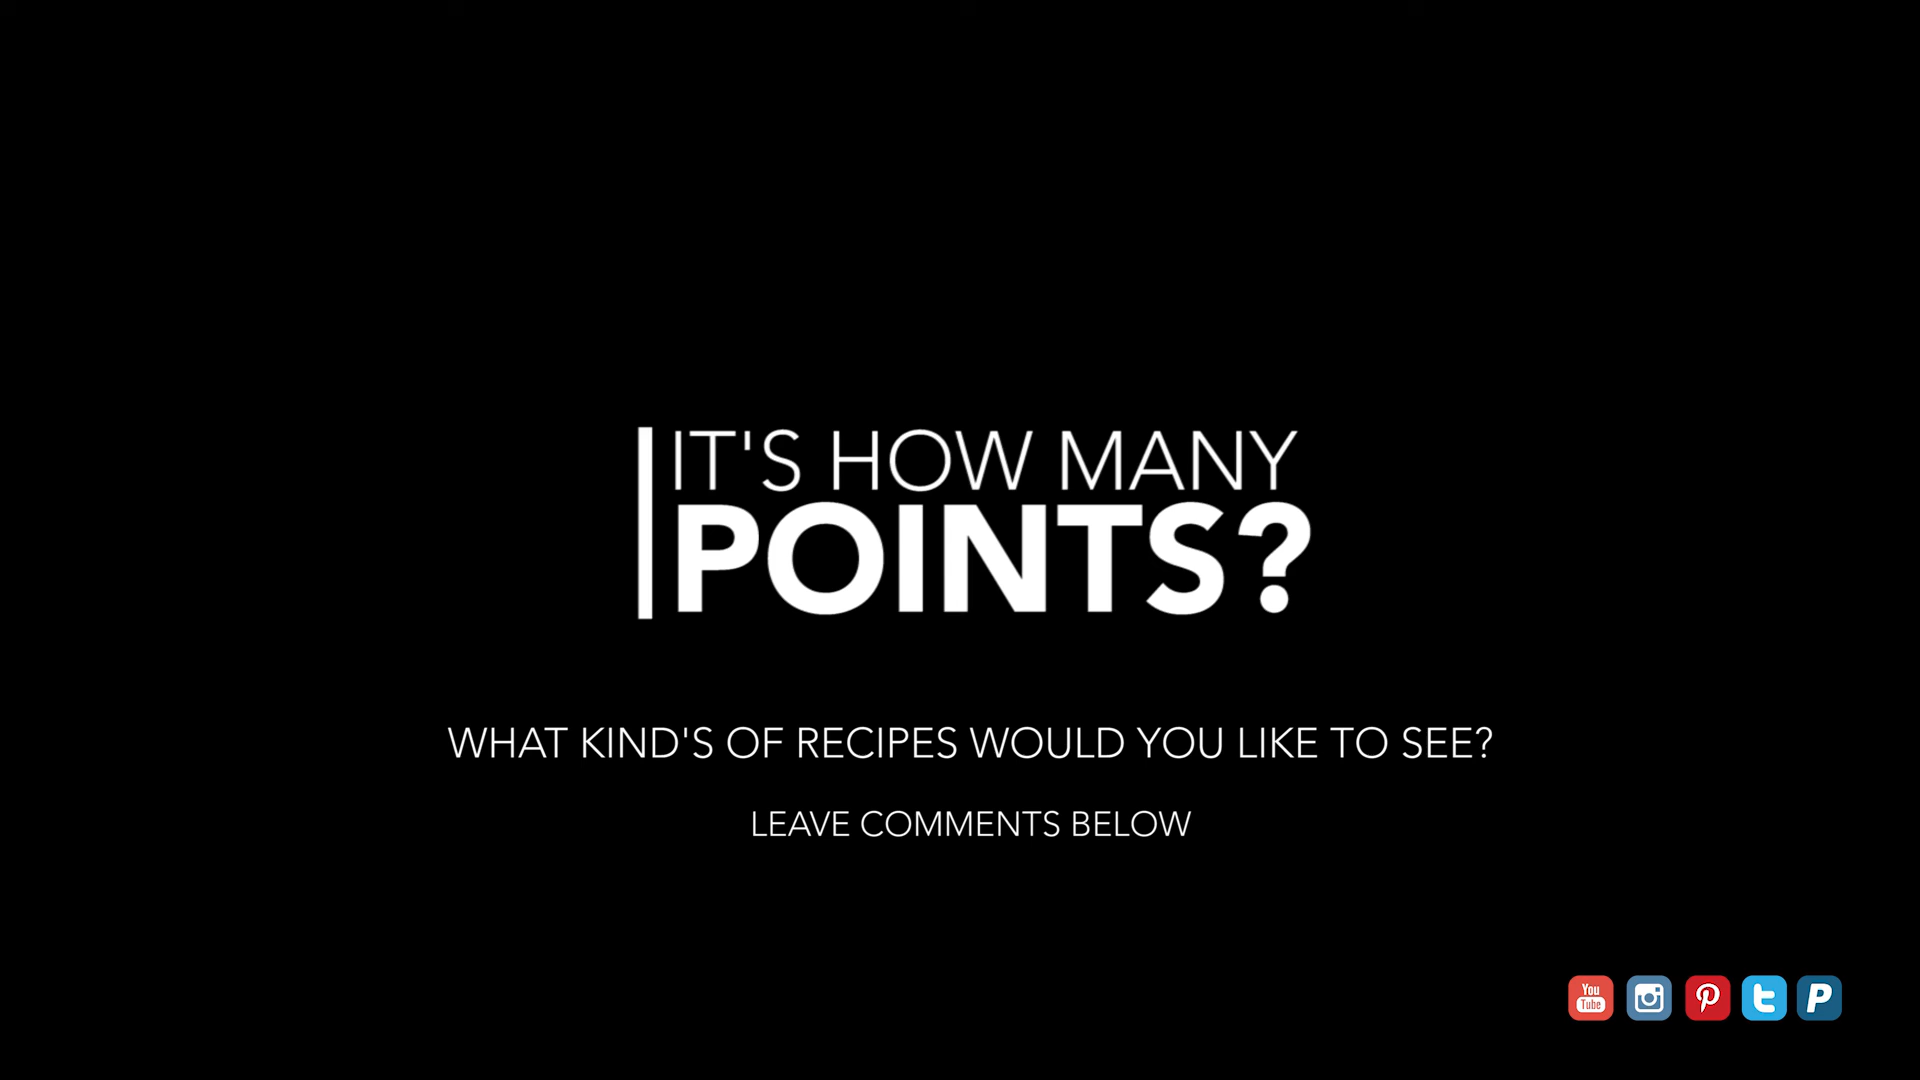 IT'S HOW MANY
POINTS?
WHAT KIND'S OF RECIPES WOULD YOU LIKE TO SEE?
LEAVE COMMENTS BELOW
You
Tube